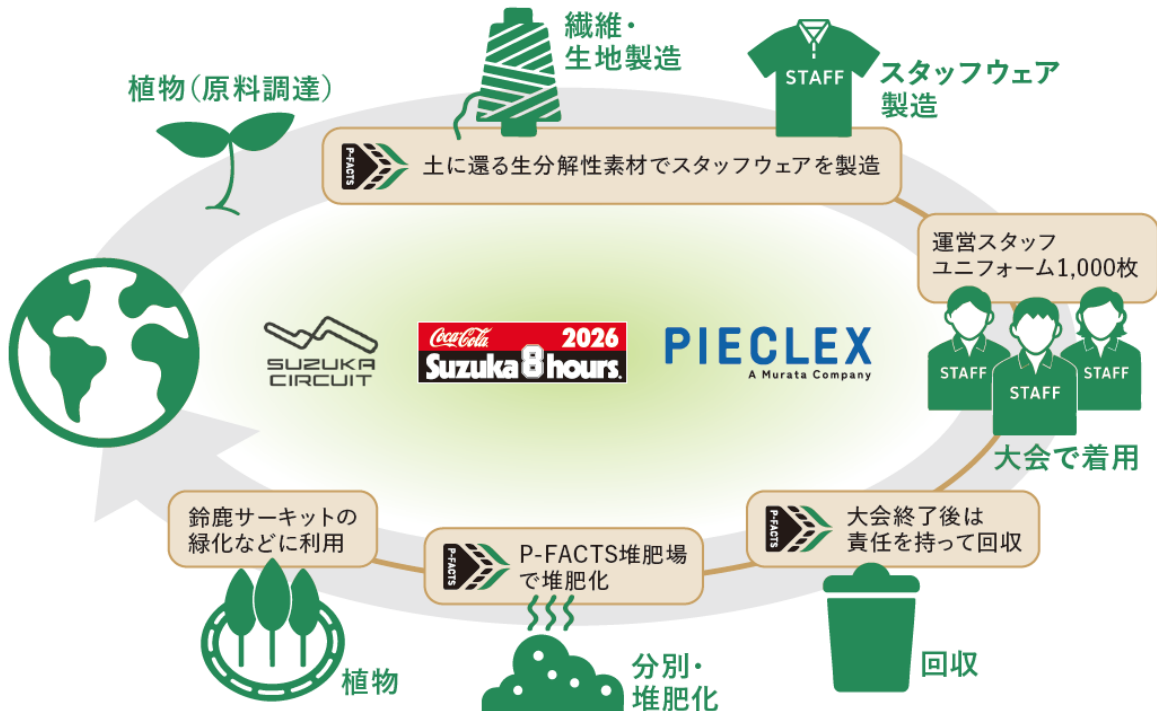 植物（原料調達）
繊維・
生地製造
STAFF
スタッフウェア
製造
P-FACTS
土に還る生分解性素材でスタッフウェアを製造
運営スタッフ
ユニフォーム1,000枚
STAFF
STAFF
STAFF
大会で着用
SUZUKA
CIRCUIT
Coca-Cola
2026
Suzuka 8 hours.
PIECLEX
A Murata Company
P-FACTS
大会終了後は
責任を持って回収
回収
P-FACTS
P-FACTS堆肥場
で堆肥化
分別・
堆肥化
鈴鹿サーキットの
緑化などに利用
植物